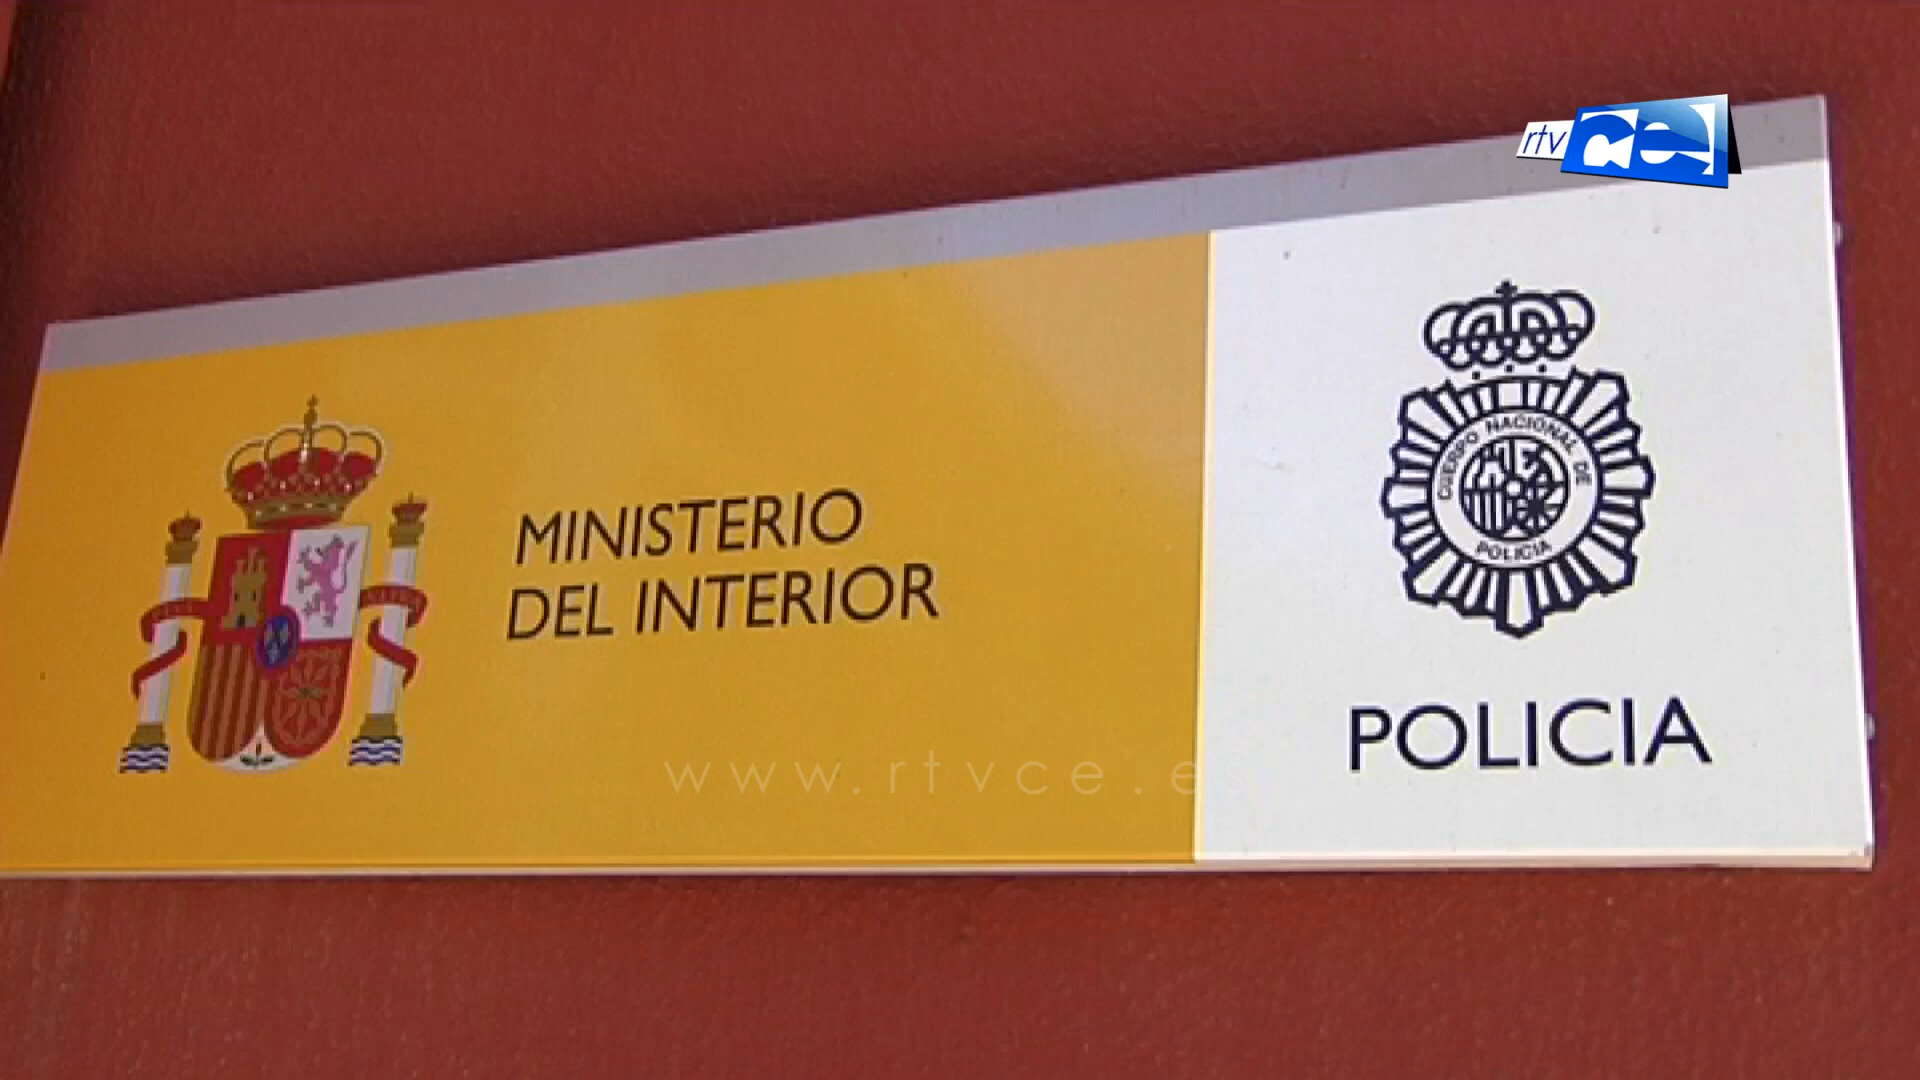 rtv ce
MINISTERIO
DEL INTERIOR
CUERPO NACIONAL DE
POLICIA
POLICIA
www.rtvce.es